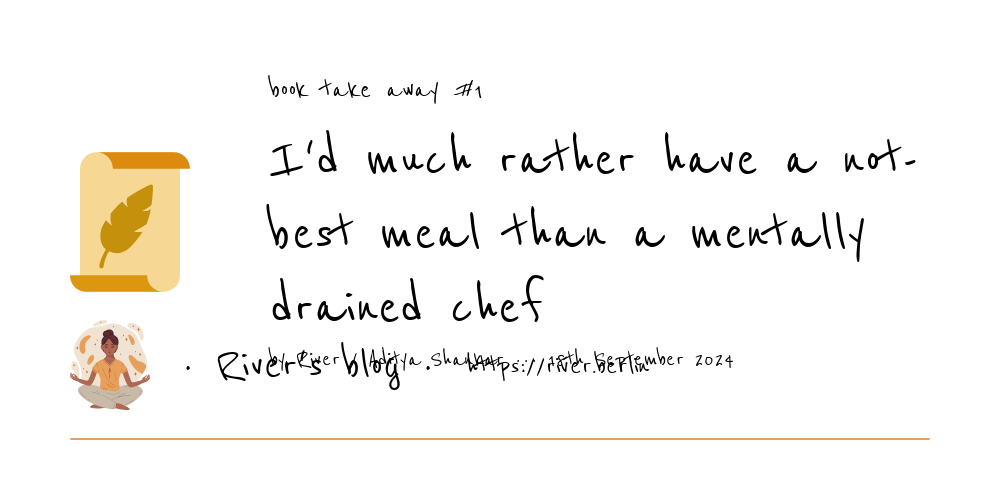 book take away #1
I'd much rather have a not-
best meal than a mentally
drained chef
by River / Aditya Shankar September 2024
· River's blog · https://river.berlin